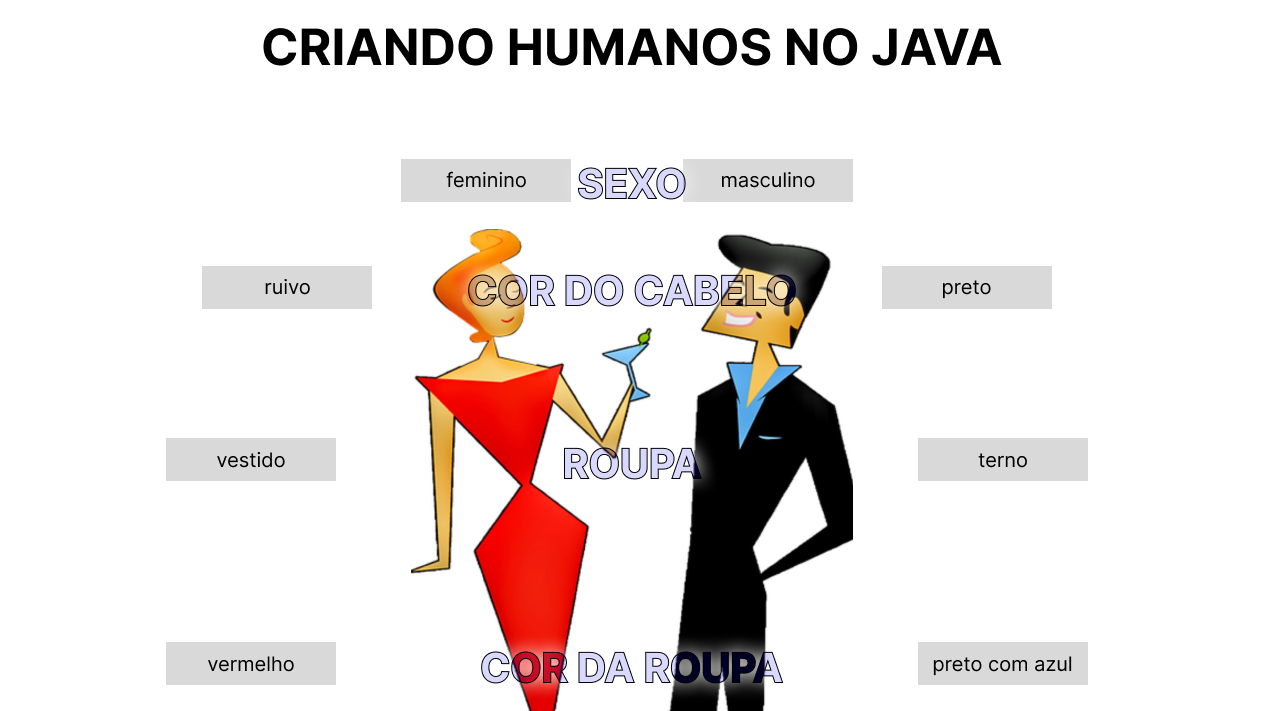 CRIANDO HUMANOS NO JAVA
feminino SEXO masculino
ruivo COR DO CABELO preto
vestido ROUPA terno
vermelho COR DA ROUPA preto com azul